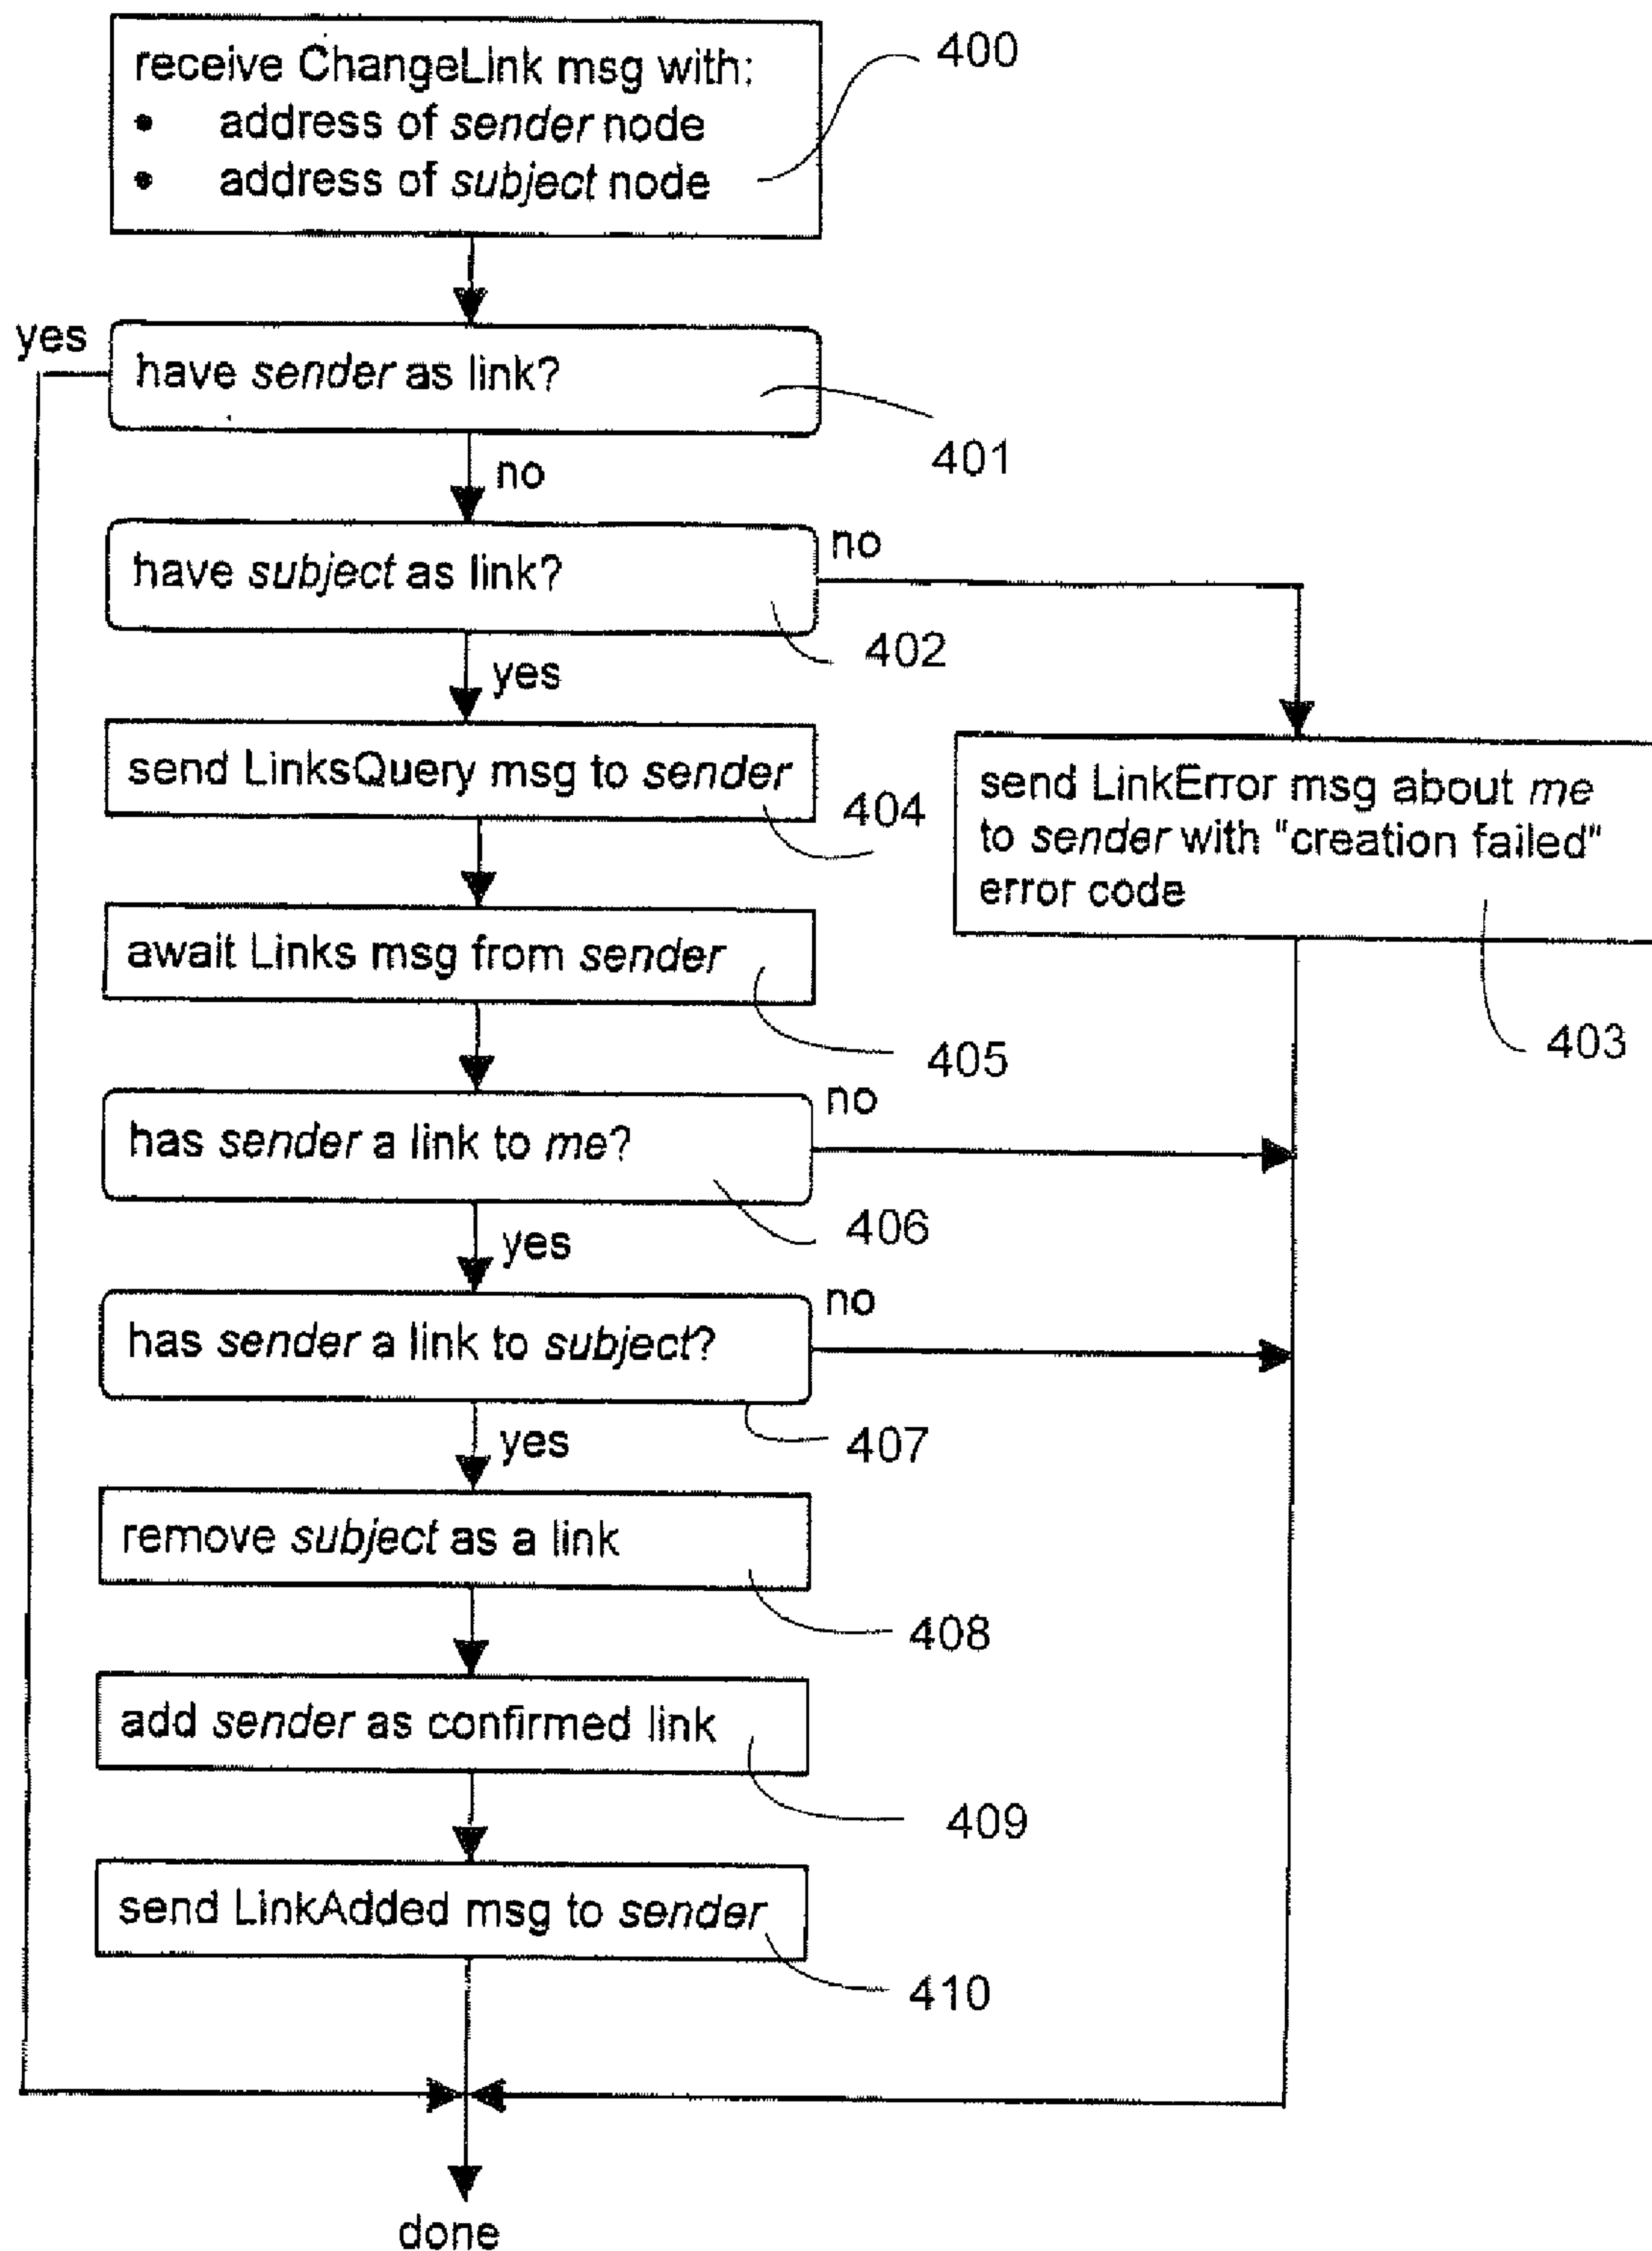 receive ChangeLink msg with:
• address of sender node
• address of subject node
400
yes
have sender as link?
401
no
have subject as link?
no
402
yes
send LinksQuery msg to sender
404
send LinkError msg about me
to sender with "creation failed"
error code
403
await Links msg from sender
405
has sender a link to me?
no
406
yes
has sender a link to subject?
no
407
yes
remove subject as a link
408
add sender as confirmed link
409
send LinkAdded msg to sender
410
done